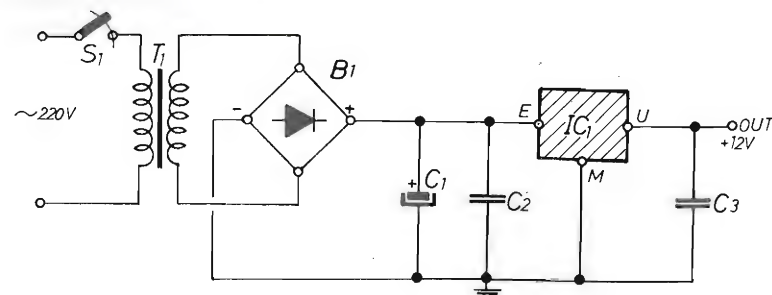 S1
T1
~220V
B1
-
+
+
C1
C2
E
IC1
U
M
OUT
+12V
C3